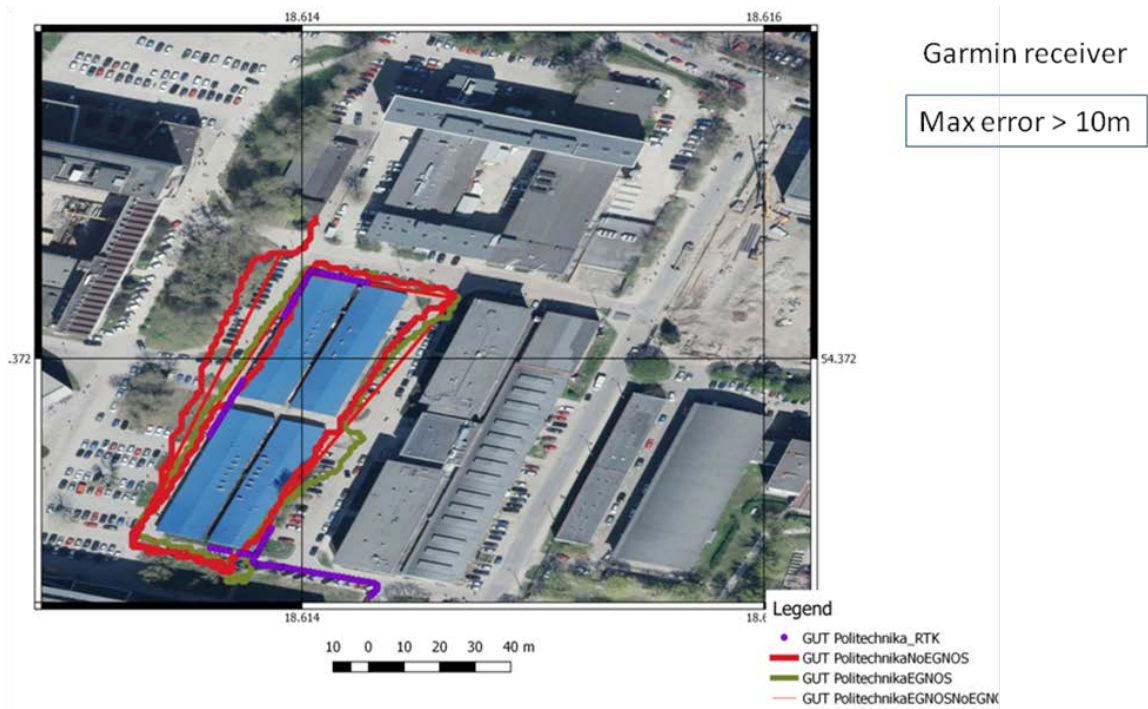 18.614
18.616
Garmin receiver
Max error > 10m
.372
54.372
18.614
18.6
Legend
10 0 10 20 30 40 m
GUT Politechnika_RTK
GUT PolitechnikaNoEGNOS
GUT PolitechnikaEGNOS
GUT PolitechnikaEGNOSNoEGNO